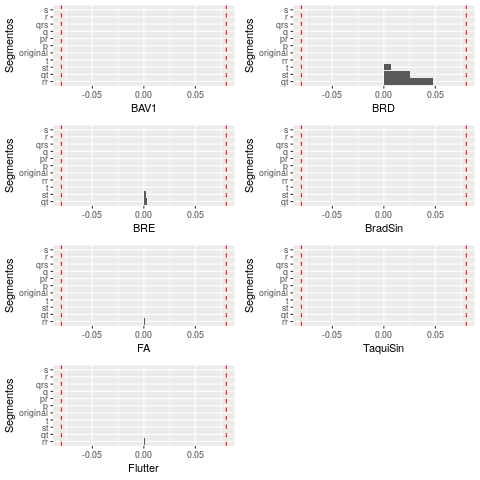 Segmentos
s
r
qrs
q
pr
p
original
t
st
qt
rr
-0.05 0.00 0.05
BAV1
Segmentos
s
r
qrs
q
pr
p
original
t
st
qt
rr
-0.05 0.00 0.05
BRD
Segmentos
s
r
qrs
q
pr
p
original
rr
t
st
qt
-0.05 0.00 0.05
BRE
Segmentos
s
r
qrs
q
pr
p
original
rr
t
st
qt
-0.05 0.00 0.05
BradSin
Segmentos
s
r
qrs
q
pr
p
original
t
st
qt
rr
-0.05 0.00 0.05
FA
Segmentos
s
r
qrs
q
pr
p
original
t
st
qt
rr
-0.05 0.00 0.05
TaquiSin
Segmentos
s
r
qrs
q
pr
p
original
t
st
qt
rr
-0.05 0.00 0.05
Flutter